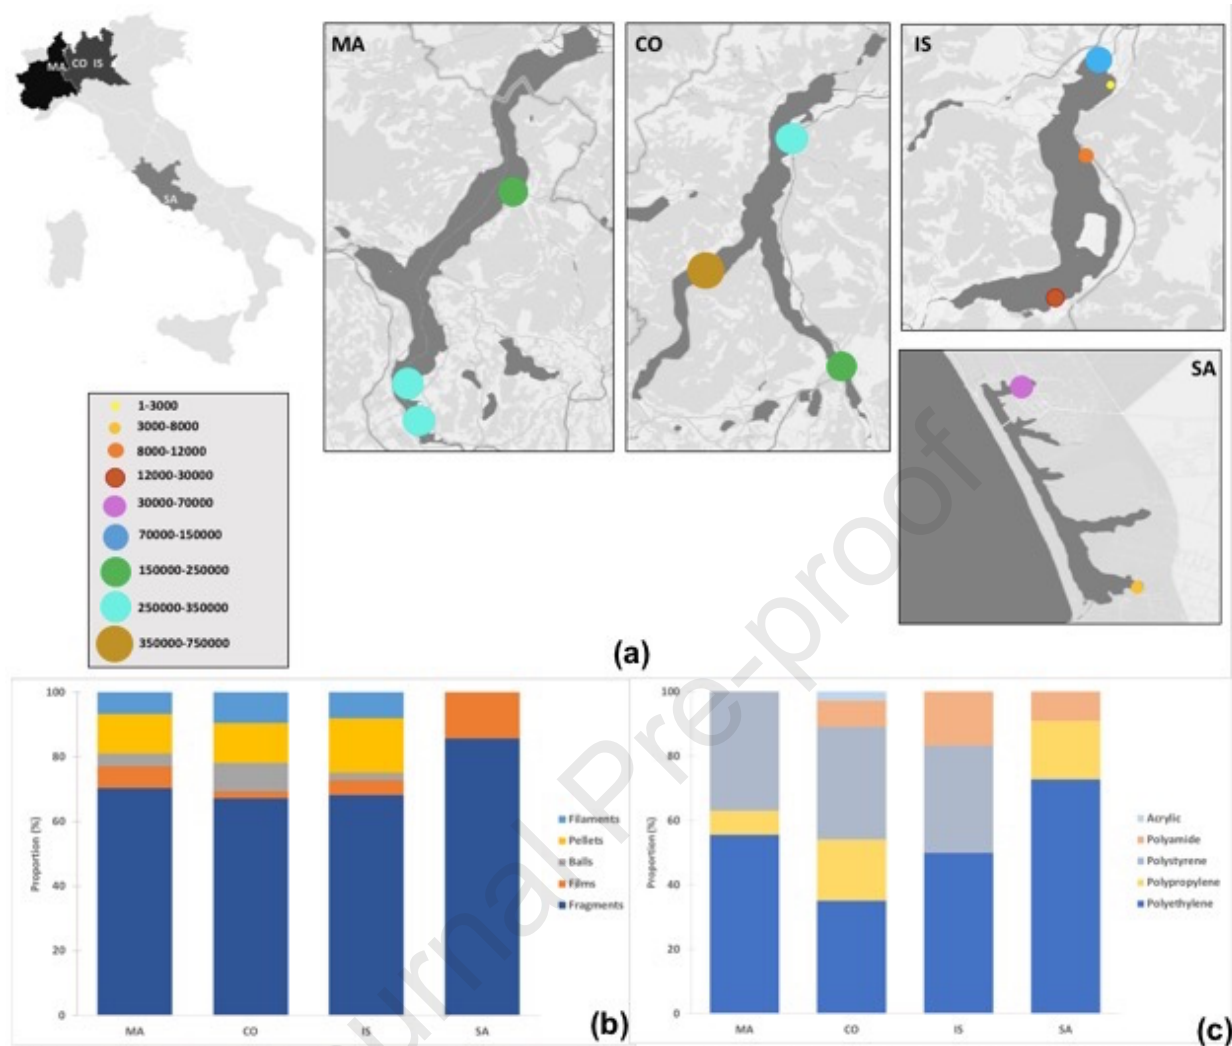 MA
CO
IS
SA
MA
CO
IS
SA
1-3000
3000-8000
8000-12000
12000-30000
30000-70000
70000-150000
150000-250000
250000-350000
350000-750000
(a)
Proportion (%)
100
80
60
40
20
0
MA
CO
IS
SA
Filaments
Pellets
Balls
Films
Fragments
(b)
Proportion (%)
100
80
60
40
20
0
MA
CO
IS
SA
Acrylic
Polyamide
Polystyrene
Polypropylene
Polyethylene
(c)
urnal Pre-proof